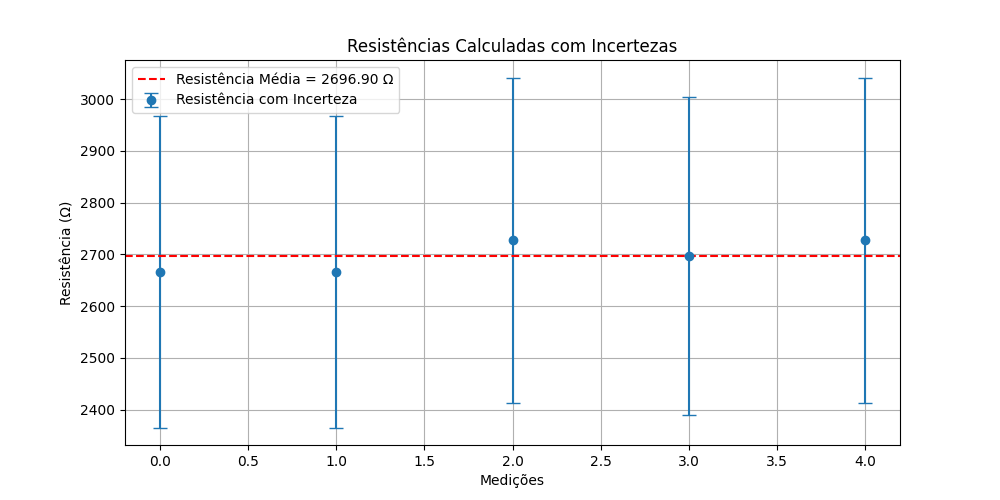 Resistências Calculadas com Incertezas
Resistência Média = 2696.90 Ω
Resistência com Incerteza
3000
2900
2800
2700
2600
2500
2400
Resistência (Ω)
0.0 0.5 1.0 1.5 2.0 2.5 3.0 3.5 4.0
Medições